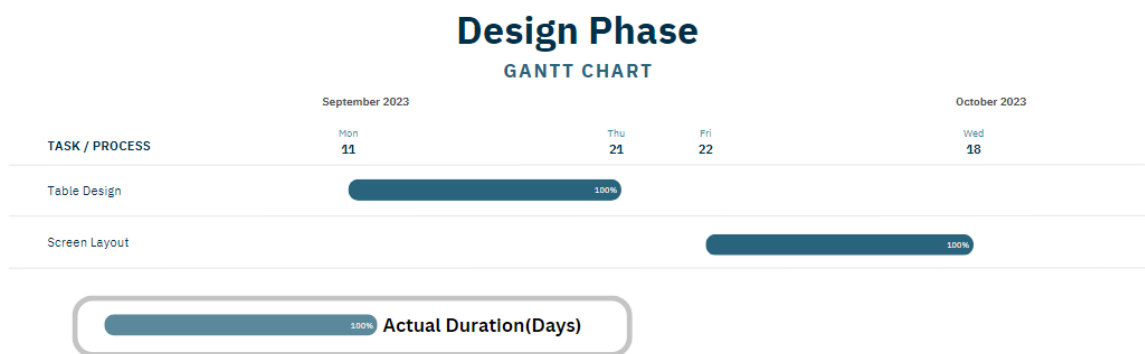 Design Phase
GANTT CHART
September 2023 October 2023
Mon Thu Fri Wed
TASK / PROCESS 11 21 22 18
Table Design 100%
Screen Layout 100%
100% Actual Duration(Days)